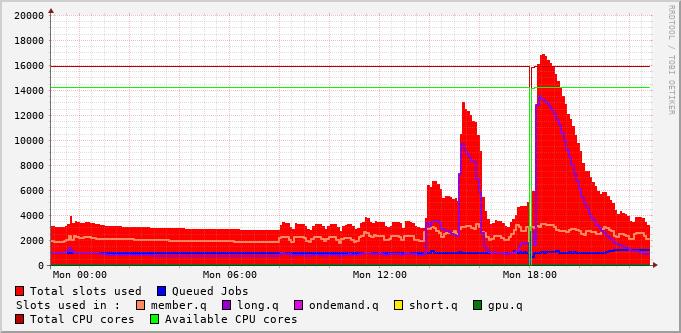 RRDTOOL / TOBI OETIKER
20000
18000
16000
14000
12000
10000
8000
6000
4000
2000
0
Mon 00:00 Mon 06:00 Mon 12:00 Mon 18:00
Total slots used Queued Jobs
Slots used in : member.q long.q ondemand.q short.q gpu.q
Total CPU cores Available CPU cores